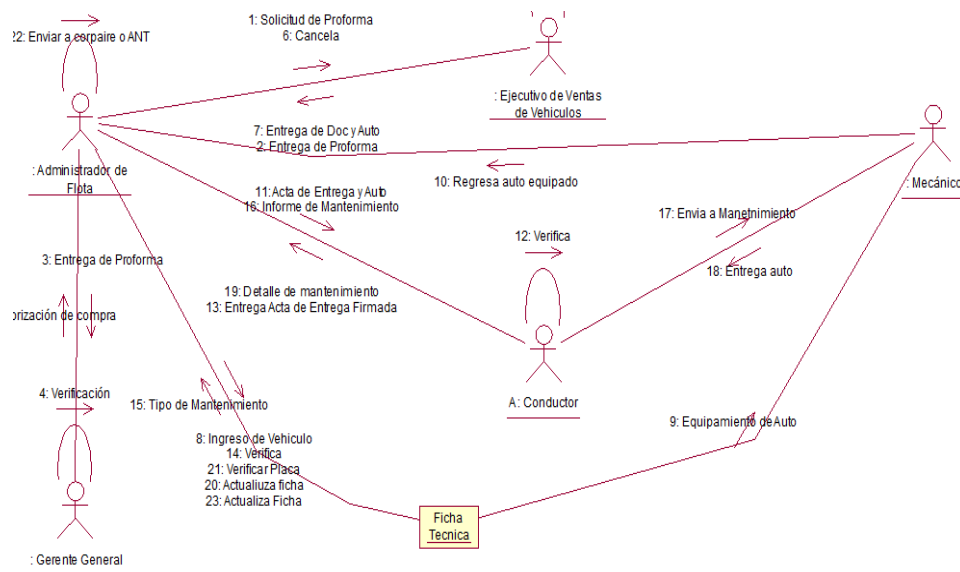 1: Solicitud de Proforma
6: Cancela
22: Enviar a corpaire o ANT
: Ejecutivo de Ventas
de Vehiculos
7: Entrega de Doc y Auto
2: Entrega de Proforma
: Administrador de
Flota
10: Regresa auto equipado
: Mecánico
11: Acta de Entrega y Auto
16: Informe de Mantenimiento
17: Envia a Manetnimiento
12: Verifica
3: Entrega de Proforma
18: Entrega auto
19: Detalle de mantenimiento
13: Entrega Acta de Entrega Firmada
orización de compra
4: Verificación
15: Tipo de Mantenimiento
A: Conductor
9: Equipamiento de Auto
8: Ingreso de Vehiculo
14: Verifica
21: Verificar Placa
20: Actualiuza ficha
23: Actualiza Ficha
Ficha
Tecnica
: Gerente General